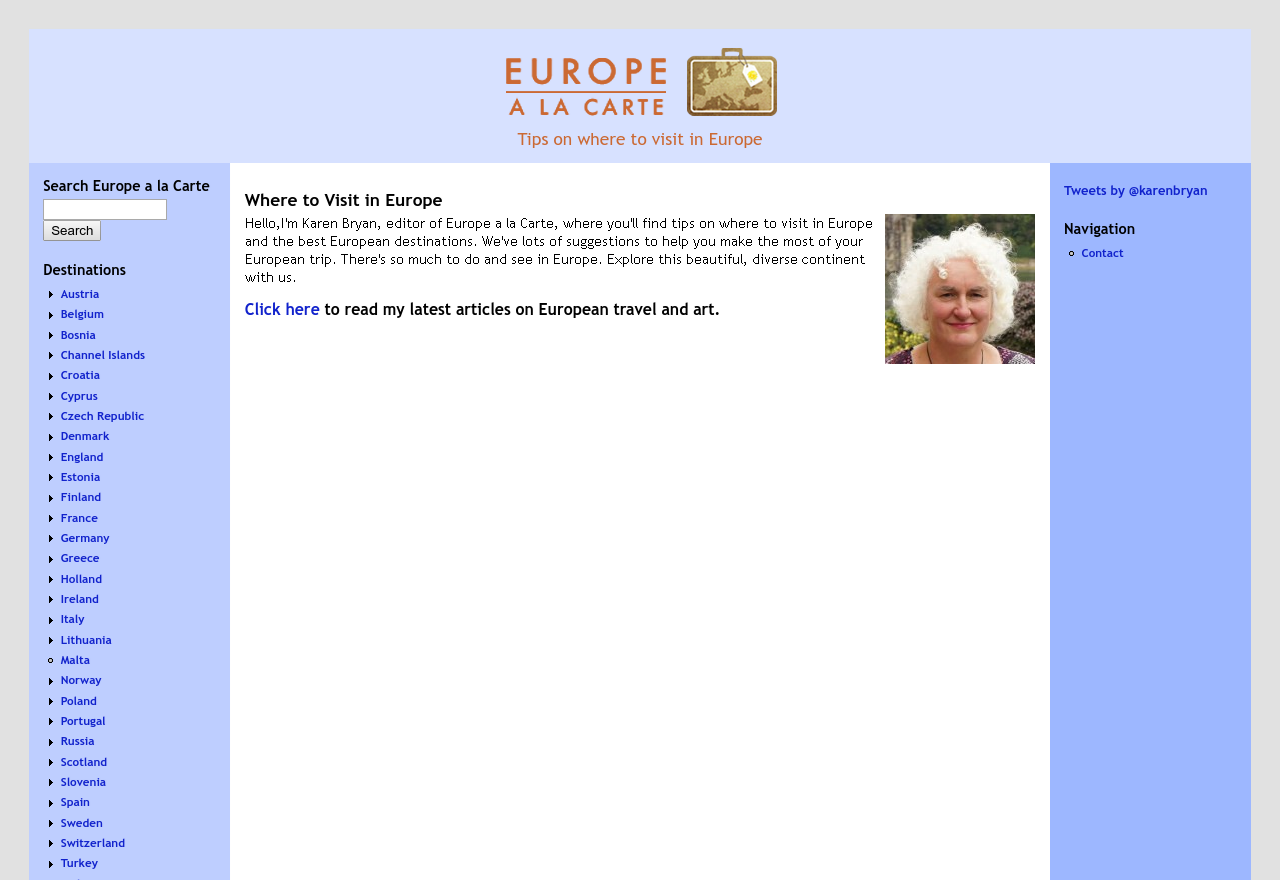 EUROPE
A LA CARTE
Tips on where to visit in Europe
Search Europe a la Carte
Search
Destinations
Austria
Belgium
Bosnia
Channel Islands
Croatia
Cyprus
Czech Republic
Denmark
England
Estonia
Finland
France
Germany
Greece
Holland
Ireland
Italy
Lithuania
Malta
Norway
Poland
Portugal
Russia
Scotland
Slovenia
Spain
Sweden
Switzerland
Turkey
Where to Visit in Europe
Hello,I'm Karen Bryan, editor of Europe a la Carte, where you'll find tips on where to visit in Europe
and the best European destinations. We've lots of suggestions to help you make the most of your
European trip. There's so much to do and see in Europe. Explore this beautiful, diverse continent
with us.
Click here to read my latest articles on European travel and art.
Tweets by @karenbryan
Navigation
Contact